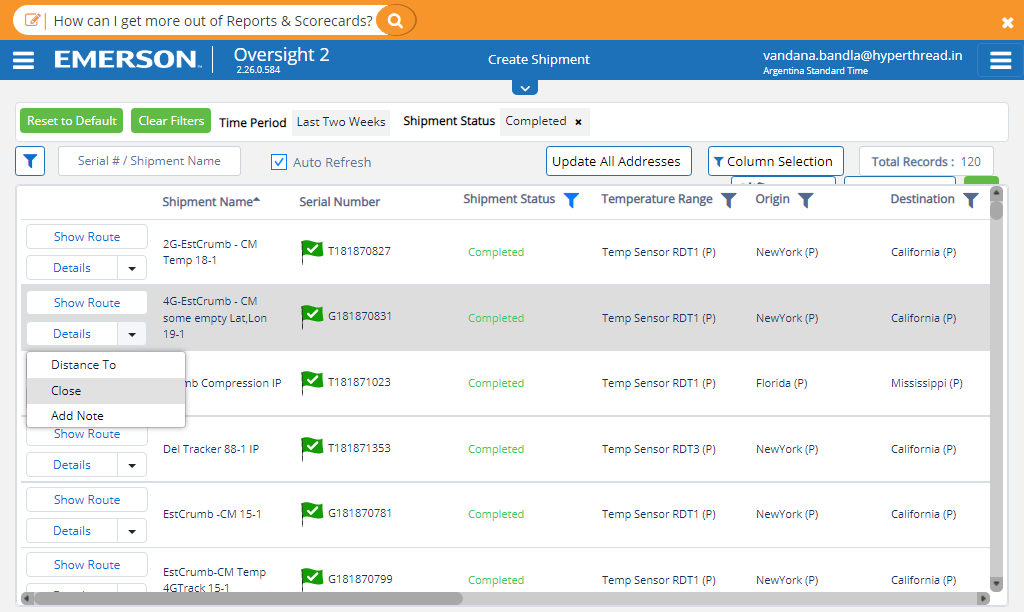 How can I get more out of Reports & Scorecards?
EMERSON
Oversight 2
2.26.0.584
Create Shipment
vandana.bandla@hyperthread.in
Argentina Standard Time
Reset to Default
Clear Filters
Time Period
Last Two Weeks
Shipment Status
Completed ×
Serial # / Shipment Name
Auto Refresh
Update All Addresses
Column Selection
Total Records : 120
Shipment Name
Serial Number
Shipment Status
Temperature Range
Origin
Destination
Show Route
Details
2G-EstCrumb - CM
Temp 18-1
T181870827
Completed
Temp Sensor RDT1 (P)
NewYork (P)
California (P)
Show Route
Details
4G-EstCrumb - CM
some empty Lat,Lon
19-1
G181870831
Completed
Temp Sensor RDT1 (P)
NewYork (P)
California (P)
Distance To
Close
Add Note
Compression IP
T181871023
Completed
Temp Sensor RDT1 (P)
Florida (P)
Mississippi (P)
Show Route
Details
Del Tracker 88-1 IP
T181871353
Completed
Temp Sensor RDT3 (P)
NewYork (P)
California (P)
Show Route
Details
EstCrumb -CM 15-1
G181870781
Completed
Temp Sensor RDT1 (P)
NewYork (P)
California (P)
Show Route
EstCrumb-CM Temp
4GTrack 15-1
G181870799
Completed
Temp Sensor RDT1 (P)
NewYork (P)
California (P)